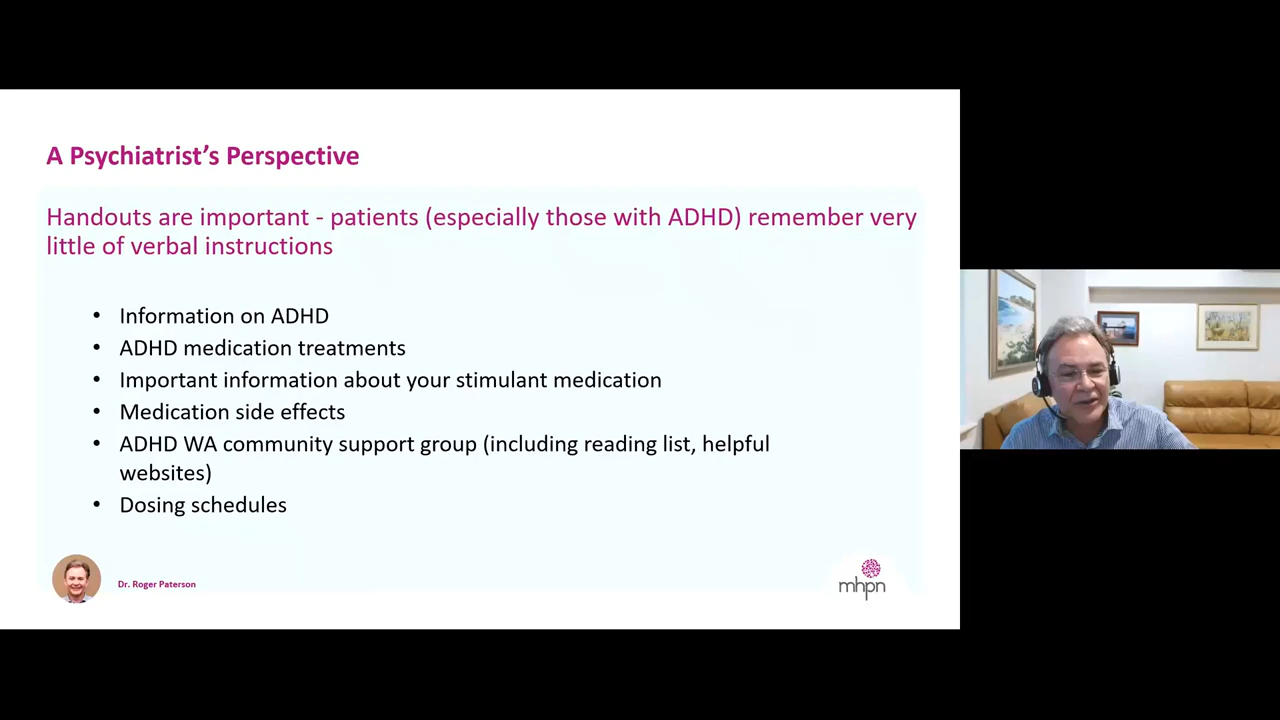 A Psychiatrist's Perspective
Handouts are important - patients (especially those with ADHD) remember very
little of verbal instructions
• Information on ADHD
• ADHD medication treatments
• Important information about your stimulant medication
• Medication side effects
• ADHD WA community support group (including reading list, helpful
websites)
• Dosing schedules
Dr. Roger Paterson
mhpn